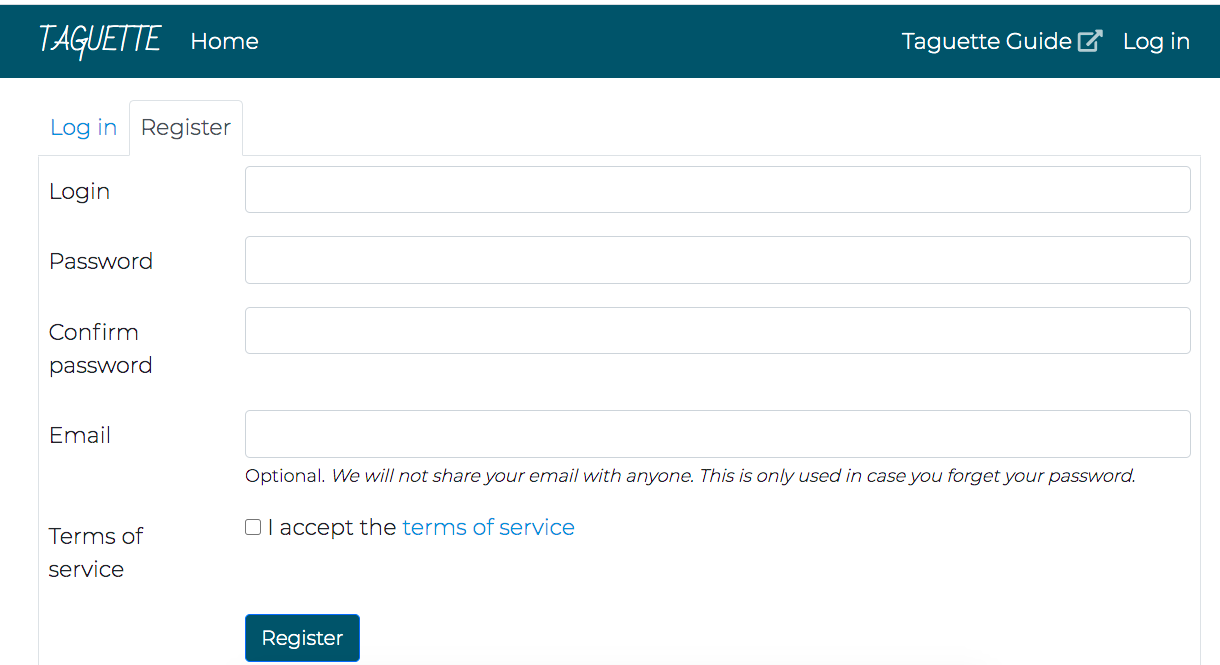 TAGUETTE Home Taguette Guide Log in
Log in Register
Login
Password
Confirm
password
Email
Optional. We will not share your email with anyone. This is only used in case you forget your password.
Terms of
service
I accept the terms of service
Register